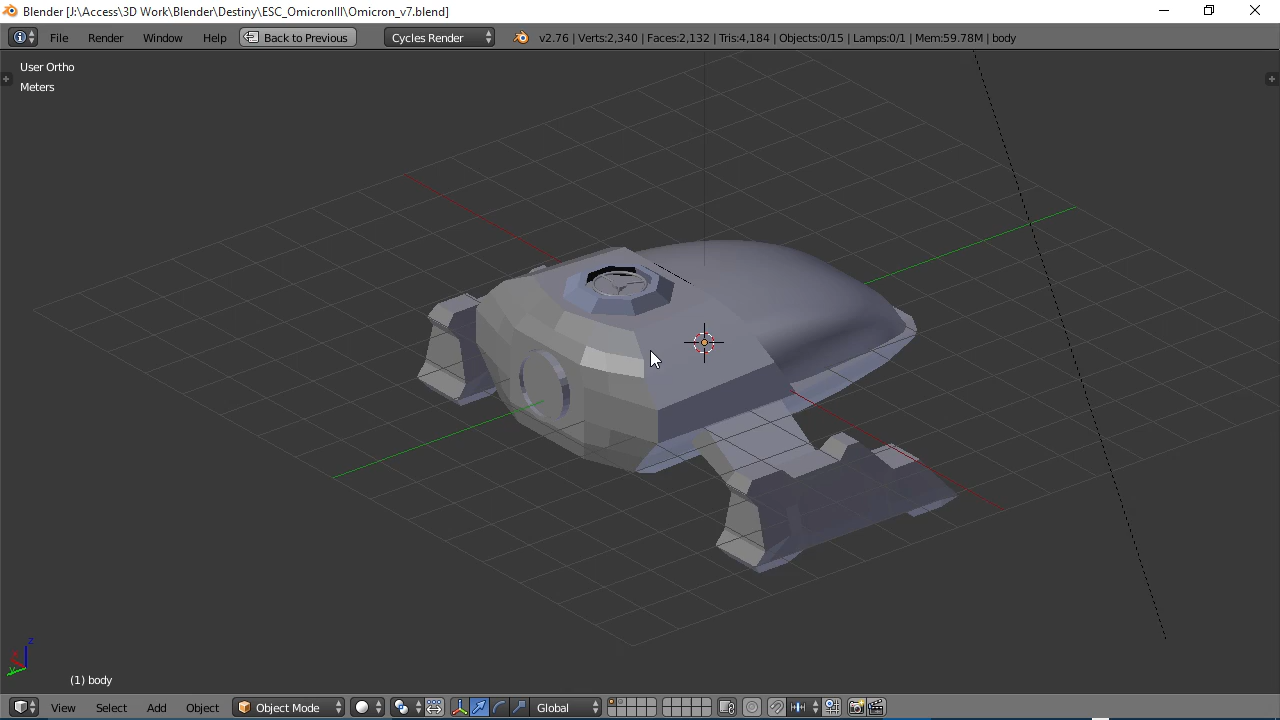 Blender [J:\Access\3D Work\Blender\Destiny\ESC_OmicronIII\Omicron_v7.blend]
File Render Window Help Back to Previous Cycles Render v2.76 | Verts:2,340 | Faces:2,132 | Tris:4,184 | Objects:0/15 | Lamps:0/1 | Mem:59.78M | body
User Ortho
Meters
z
x
y
(1) body
View Select Add Object Object Mode Global